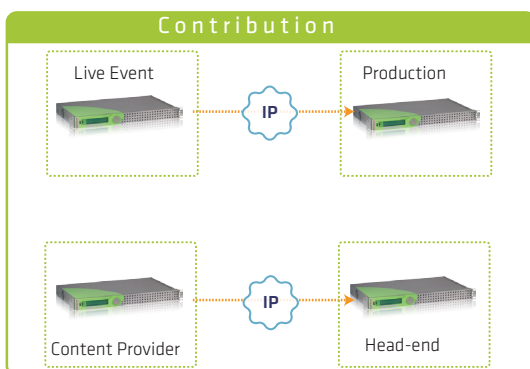 Contribution
Live Event
Production
IP
IP
Content Provider
Head-end